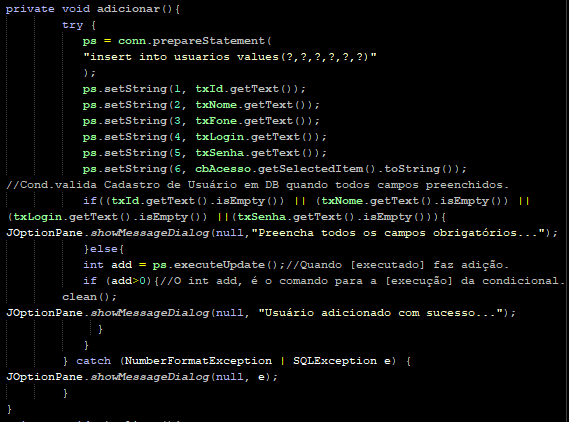 private void adicionar(){
try {
ps = conn.prepareStatement(
"insert into usuarios values(?,?,?,?,?,?)"
);
ps.setString(1, txId.getText());
ps.setString(2, txNome.getText());
ps.setString(3, txFone.getText());
ps.setString(4, txLogin.getText());
ps.setString(5, txSenha.getText());
ps.setString(6, cbAcesso.getSelectedItem().toString());
//Cond.valida Cadastro de Usuário em DB quando todos campos preenchidos.
if((txId.getText().isEmpty()) || (txNome.getText().isEmpty()) ||
(txLogin.getText().isEmpty()) ||(txSenha.getText().isEmpty())){
JOptionPane.showMessageDialog(null,"Preencha todos os campos obrigatórios...");
}else{
int add = ps.executeUpdate();//Quando [executado] faz adição.
if (add>0){//O int add, é o comando para a [execução] da condicional.
clean();
JOptionPane.showMessageDialog(null, "Usuário adicionado com sucesso...");
}
}
} catch (NumberFormatException | SQLException e) {
JOptionPane.showMessageDialog(null, e);
}
}